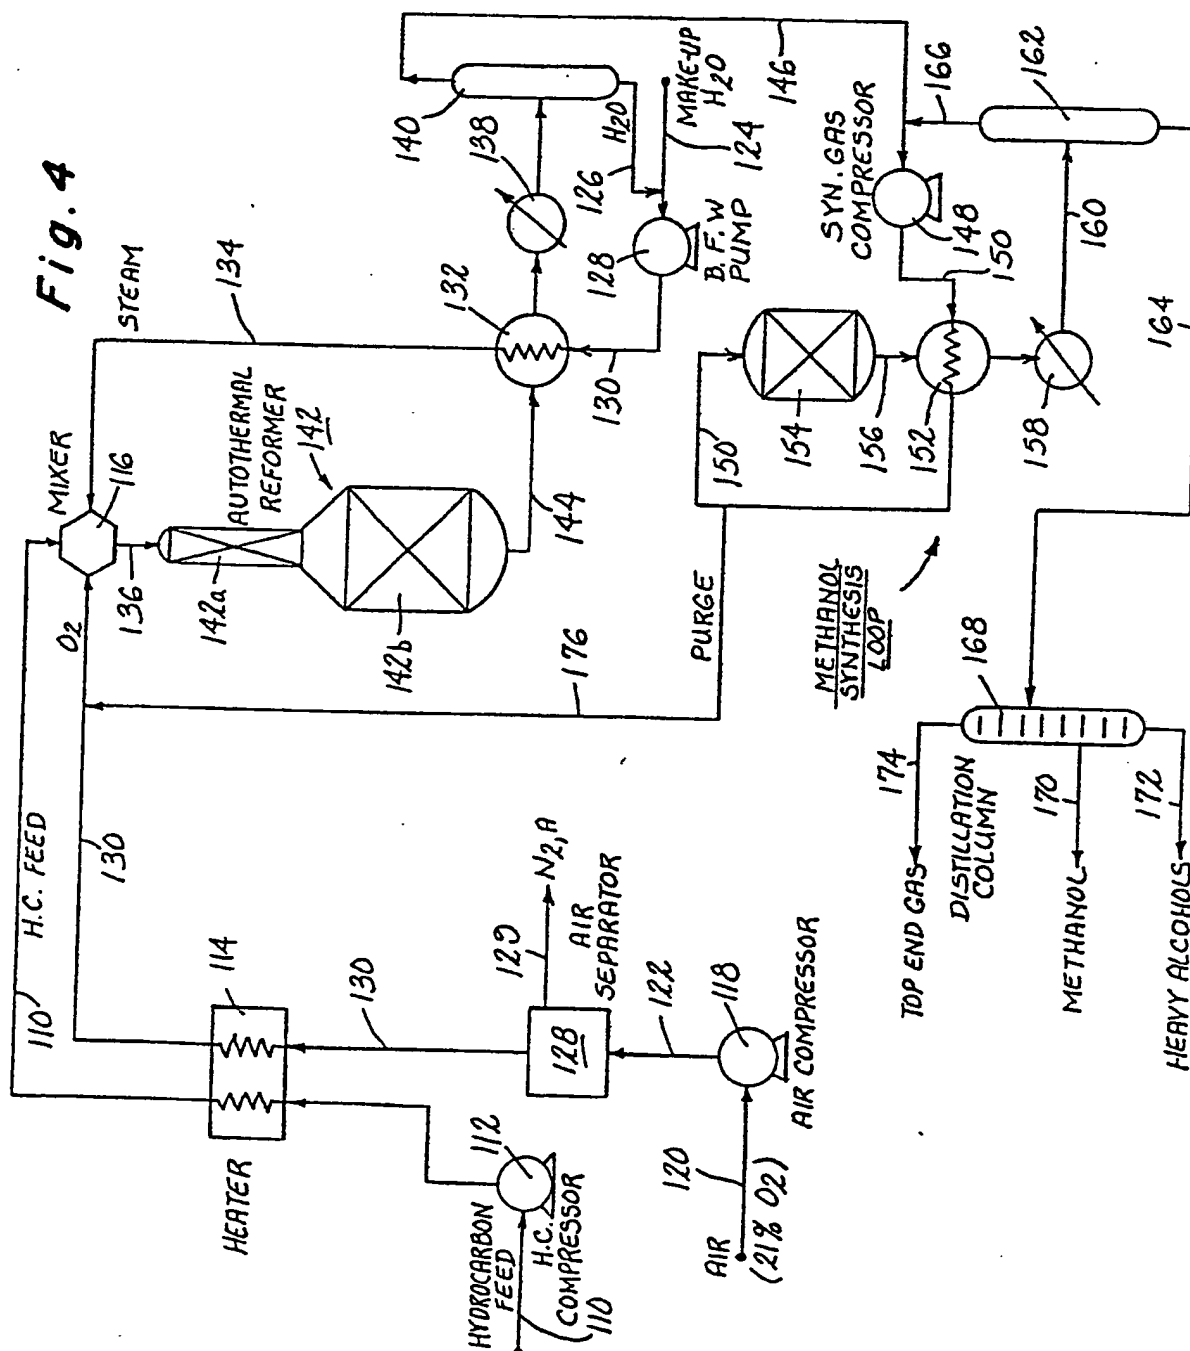 Fig. 4
HYDROCARBON
FEED
H.C.
COMPRESSOR
110
112
HEATER
114
110
H.C. FEED
130
130
AIR
(21% O2)
120
118
AIR COMPRESSOR
122
128
AIR
SEPARATOR
129
N2, A
O2
MIXER
116
136
STEAM
134
AUTOTHERMAL
REFORMER
142
142a
142b
144
132
138
140
H2O
126
MAKE-UP
H2O
124
128
B.F.W
PUMP
130
146
176
PURGE
METHANOL
SYNTHESIS
LOOP
150
154
156
152
158
SYN. GAS
COMPRESSOR
148
150
160
162
166
164
168
DISTILLATION
COLUMN
174
TOP END GAS
170
METHANOL
172
HEAVY ALCOHOLS